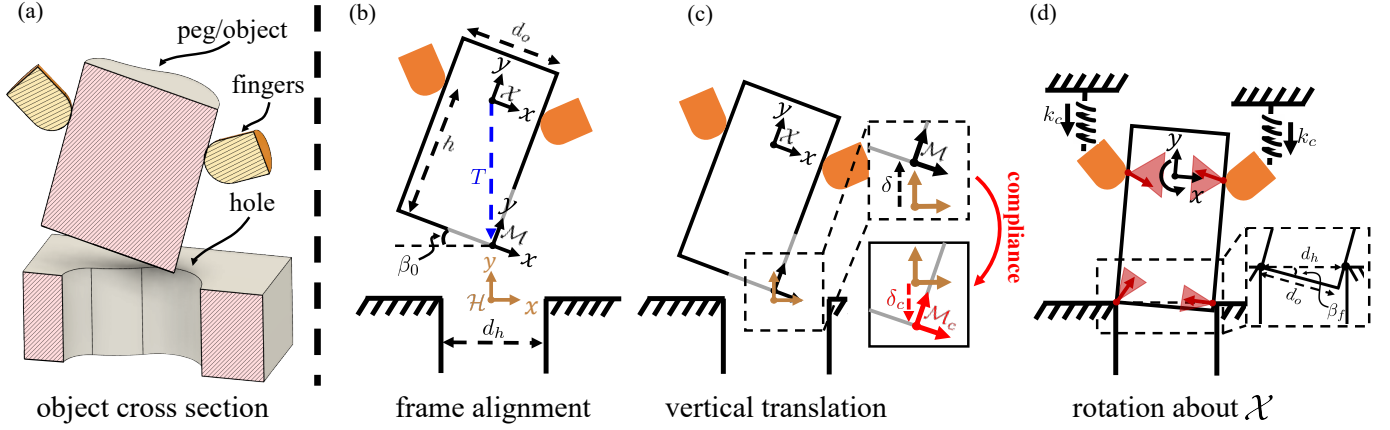 (a)
peg/object
fingers
hole
object cross section
(b)
d_o
y
𝒳
x
h
T
y
ℳ
x
β_0
y
ℋ
x
d_h
frame alignment
(c)
y
𝒳
x
ℳ
δ
compliance
δ_c
ℳ_c
vertical translation
(d)
k_c
k_c
y
x
d_h
d_o
β_f
rotation about 𝒳